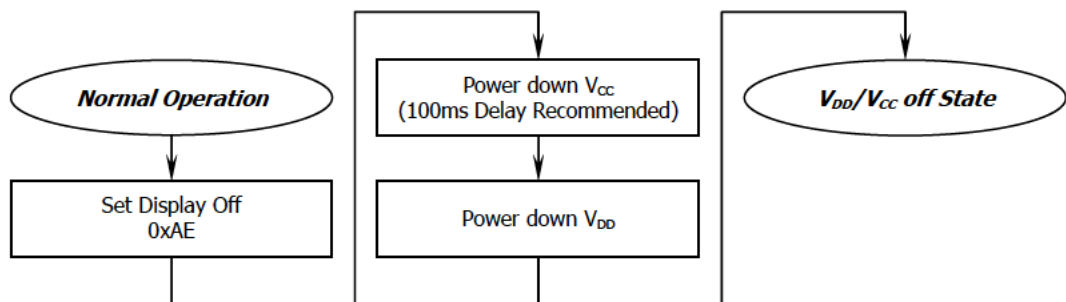 Normal Operation
Set Display Off
0xAE
Power down VCC
(100ms Delay Recommended)
Power down VDD
VDD/VCC off State